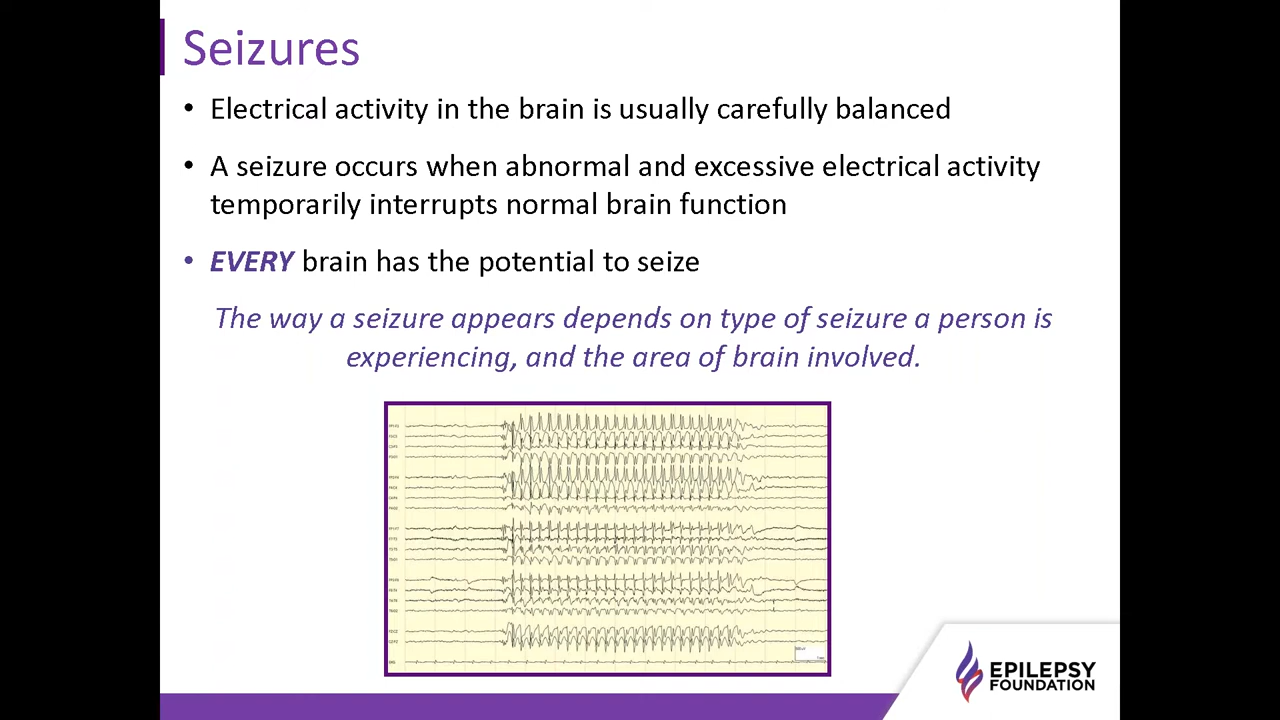 Seizures
• Electrical activity in the brain is usually carefully balanced
• A seizure occurs when abnormal and excessive electrical activity
temporarily interrupts normal brain function
• EVERY brain has the potential to seize
The way a seizure appears depends on type of seizure a person is
experiencing, and the area of brain involved.
EPILEPSY
FOUNDATION